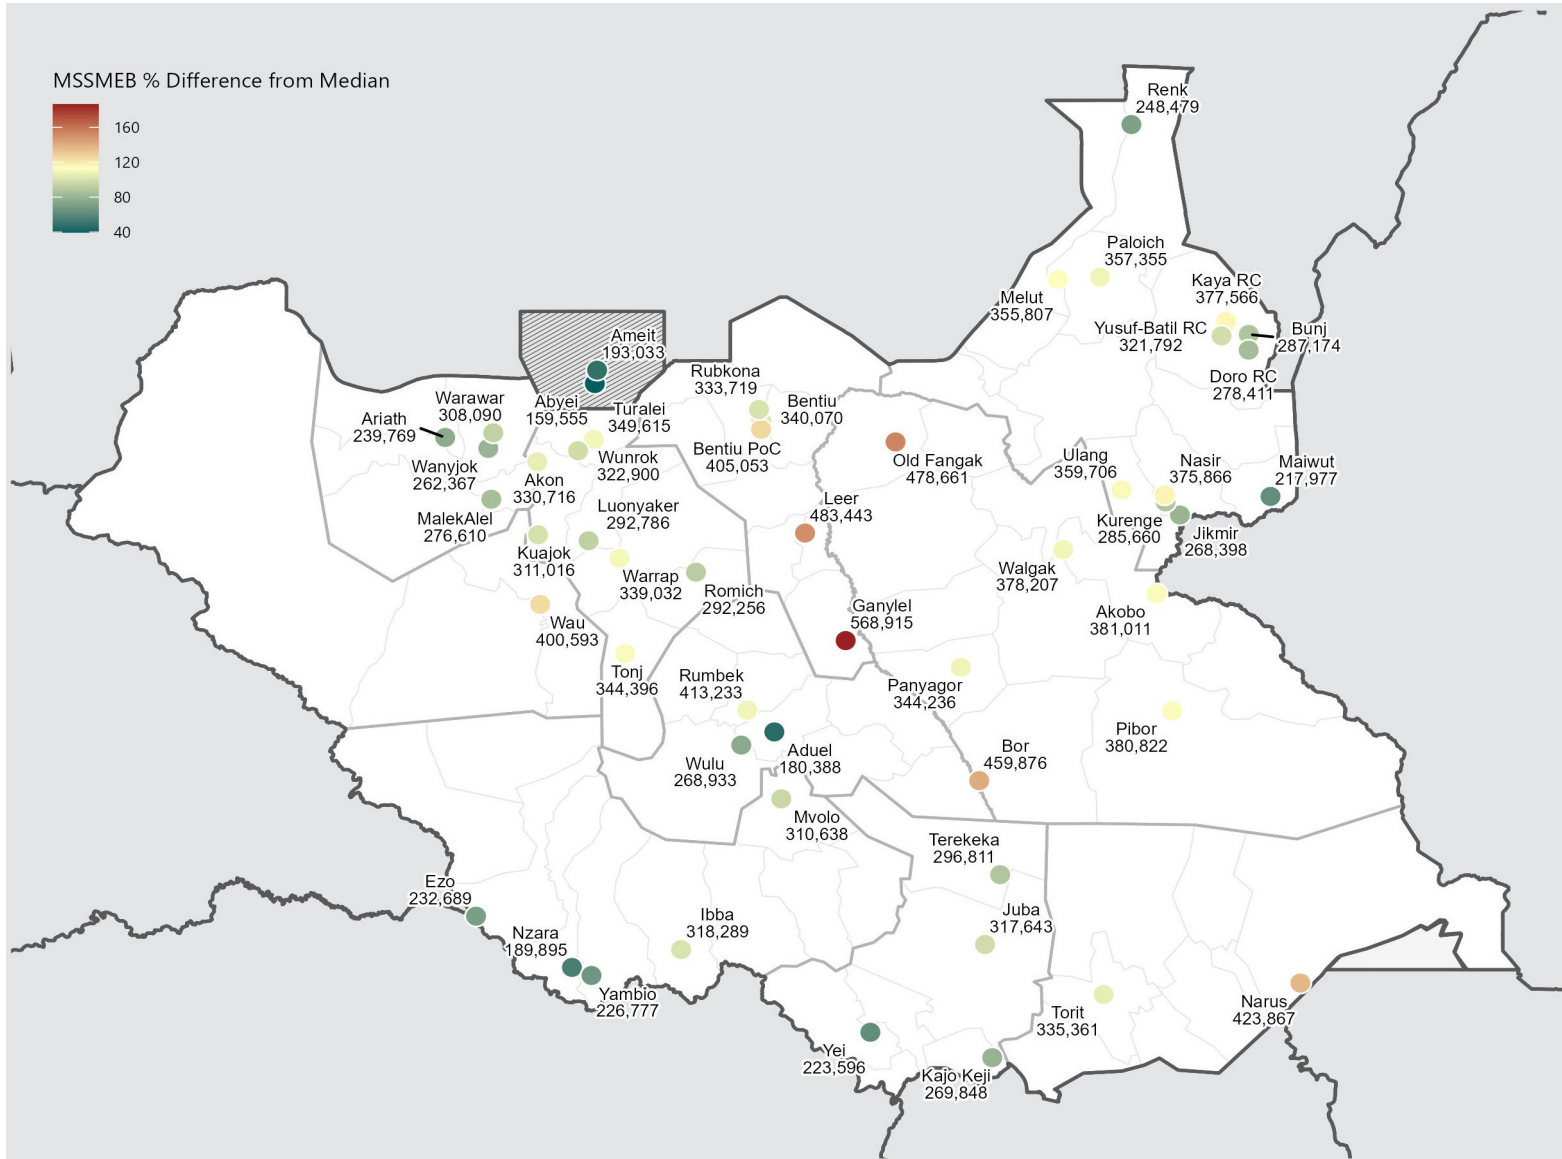 MSSMEB % Difference from Median
160
120
80
40
Renk
248,479
Paloich
357,355
Kaya RC
377,566
Melut
355,807
Yusuf-Batil RC
321,792
Bunj
287,174
Doro RC
278,411
Ameit
193,033
Abyei
159,555
Turalei
349,615
Rubkona
333,719
Bentiu
340,070
Bentiu PoC
405,053
Warawar
308,090
Ariath
239,769
Wanyjok
262,367
Akon
330,716
Wunrok
322,900
MalekAlel
276,610
Luonyaker
292,786
Kuajok
311,016
Warrap
339,032
Romich
292,256
Wau
400,593
Tonj
344,396
Old Fangak
478,661
Leer
483,443
Ulang
359,706
Nasir
375,866
Maiwut
217,977
Kurenge
285,660
Jikmir
268,398
Walgak
378,207
Akobo
381,011
Ganylel
568,915
Rumbek
413,233
Panyagor
344,236
Pibor
380,822
Wulu
268,933
Aduel
180,388
Bor
459,876
Mvolo
310,638
Terekeka
296,811
Ezo
232,689
Nzara
189,895
Yambio
226,777
Ibba
318,289
Juba
317,643
Torit
335,361
Narus
423,867
Yei
223,596
Kajo Keji
269,848